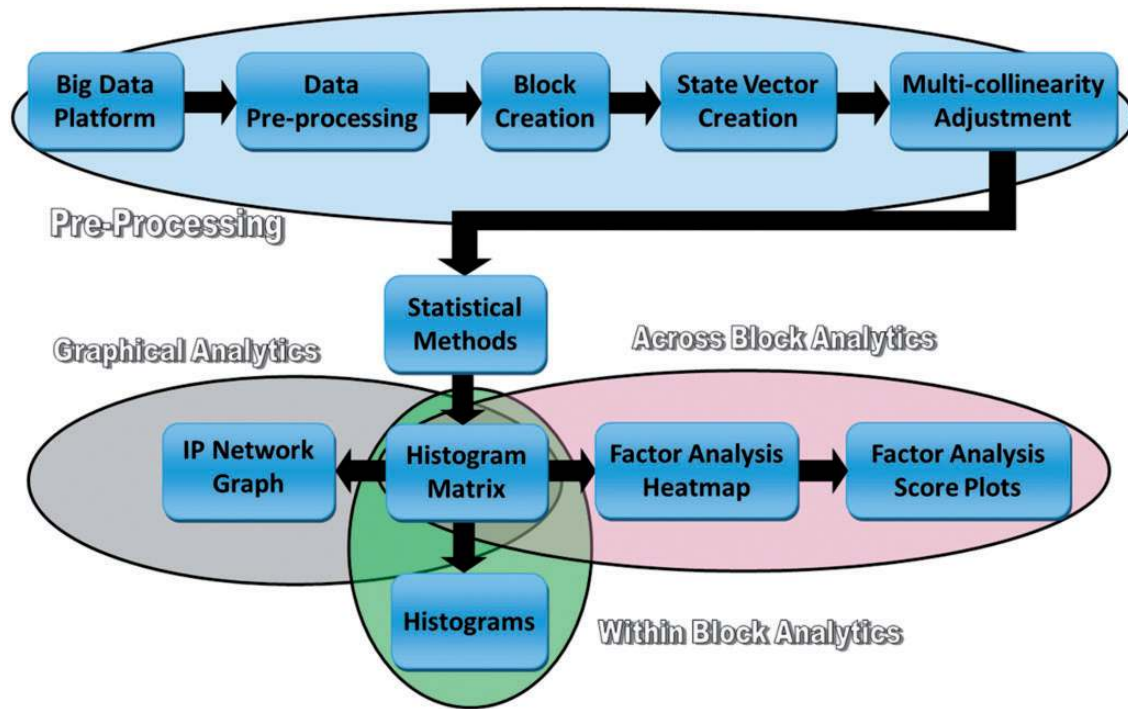 Big Data
Platform
Data
Pre-processing
Block
Creation
State Vector
Creation
Multi-collinearity
Adjustment
Pre-Processing
Statistical
Methods
Graphical Analytics
Across Block Analytics
IP Network
Graph
Histogram
Matrix
Factor Analysis
Heatmap
Factor Analysis
Score Plots
Histograms
Within Block Analytics